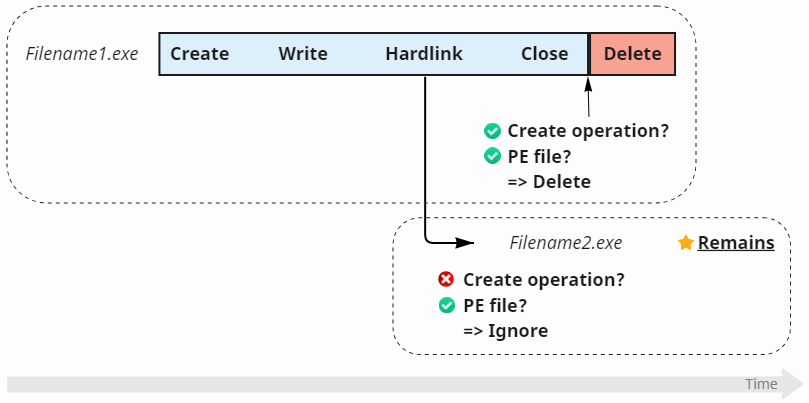 Filename1.exe
Create Write Hardlink Close Delete
Create operation?
PE file?
=> Delete
Filename2.exe
Remains
Create operation?
PE file?
=> Ignore
Time